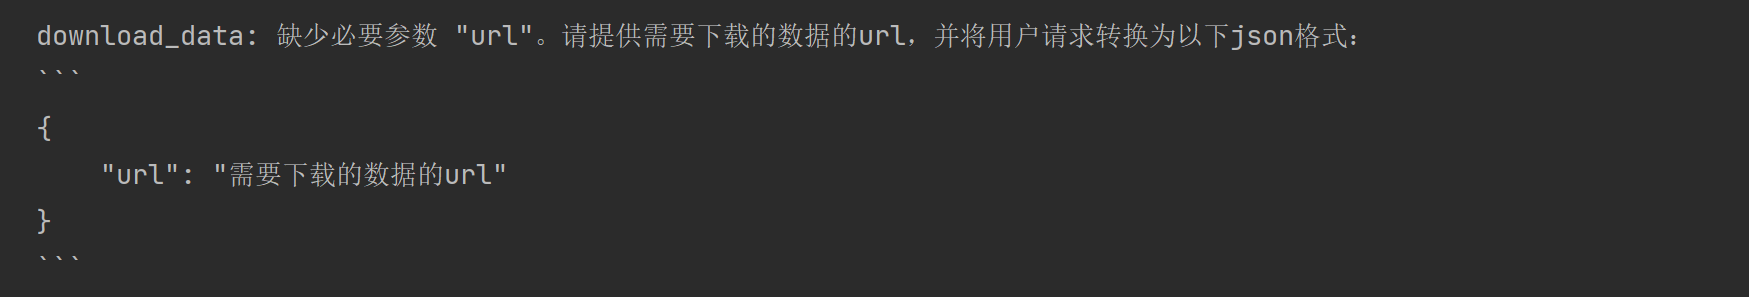 download_data: 缺少必要参数 "url"。请提供需要下载的数据的url，并将用户请求转换为以下json格式：
```
{
    "url": "需要下载的数据的url"
}
```